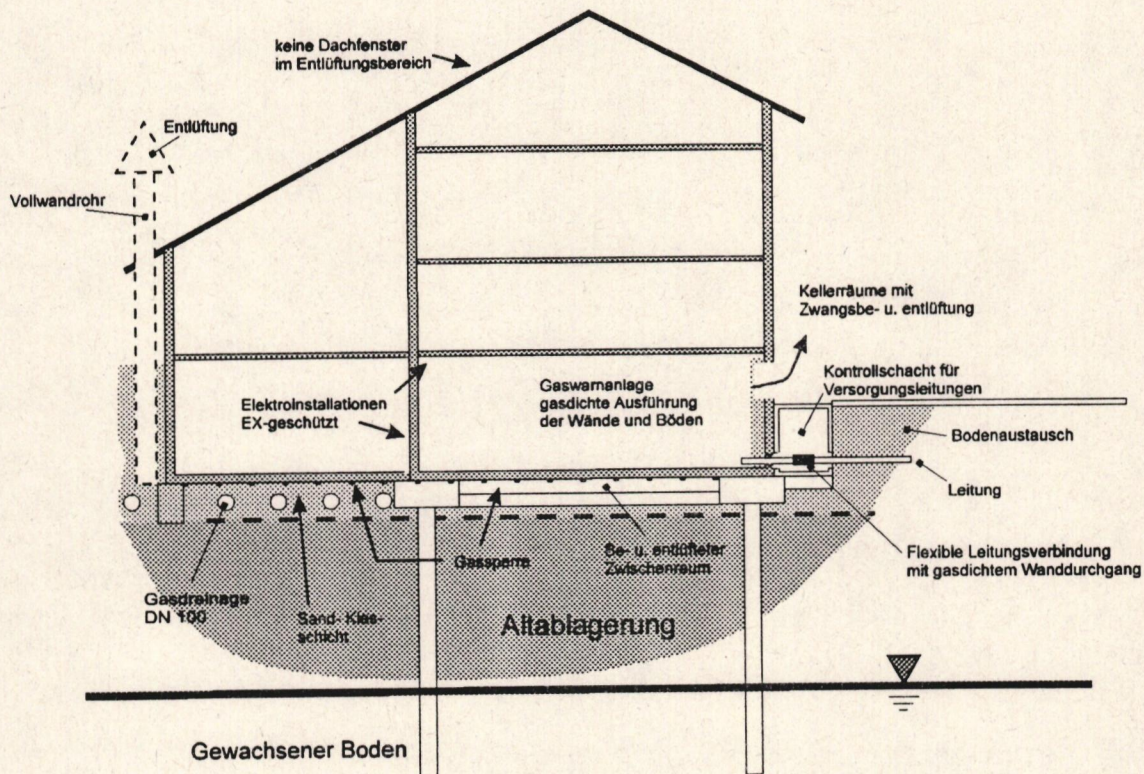 keine Dachfenster
im Entlüftungsbereich
Entlüftung
Vollwandrohr
Kellerräume mit
Zwangsbe- u. entlüftung
Kontrollschacht für
Versorgungsleitungen
Elektroinstallationen
EX-geschützt
Gaswarnanlage
gasdichte Ausführung
der Wände und Böden
Bodenaustausch
Leitung
Gassperre
Be- u. entlüfteter
Zwischenraum
Flexible Leitungsverbindung
mit gasdichtem Wanddurchgang
Gasdreinage
DN 100
Sand- Kies-
schicht
Altablagerung
Gewachsener Boden